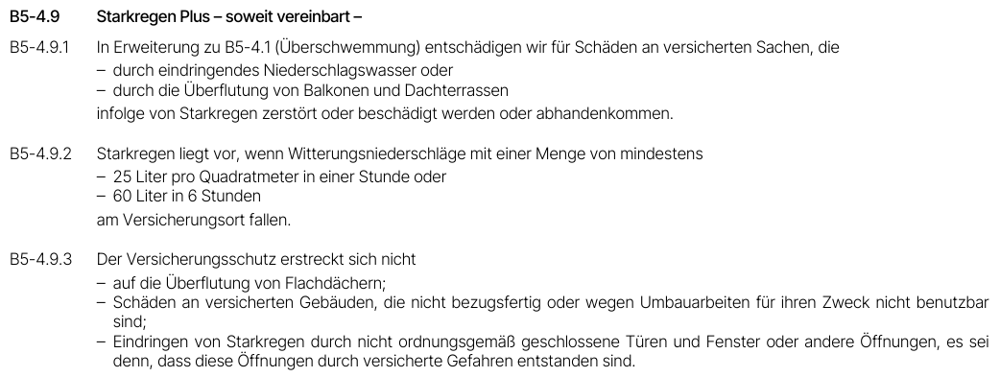 B5-4.9 Starkregen Plus – soweit vereinbart –
B5-4.9.1 In Erweiterung zu B5-4.1 (Überschwemmung) entschädigen wir für Schäden an versicherten Sachen, die
– durch eindringendes Niederschlagswasser oder
– durch die Überflutung von Balkonen und Dachterrassen
infolge von Starkregen zerstört oder beschädigt werden oder abhandenkommen.
B5-4.9.2 Starkregen liegt vor, wenn Witterungsniederschläge mit einer Menge von mindestens
– 25 Liter pro Quadratmeter in einer Stunde oder
– 60 Liter in 6 Stunden
am Versicherungsort fallen.
B5-4.9.3 Der Versicherungsschutz erstreckt sich nicht
– auf die Überflutung von Flachdächern;
– Schäden an versicherten Gebäuden, die nicht bezugsfertig oder wegen Umbauarbeiten für ihren Zweck nicht benutzbar
sind;
– Eindringen von Starkregen durch nicht ordnungsgemäß geschlossene Türen und Fenster oder andere Öffnungen, es sei
denn, dass diese Öffnungen durch versicherte Gefahren entstanden sind.